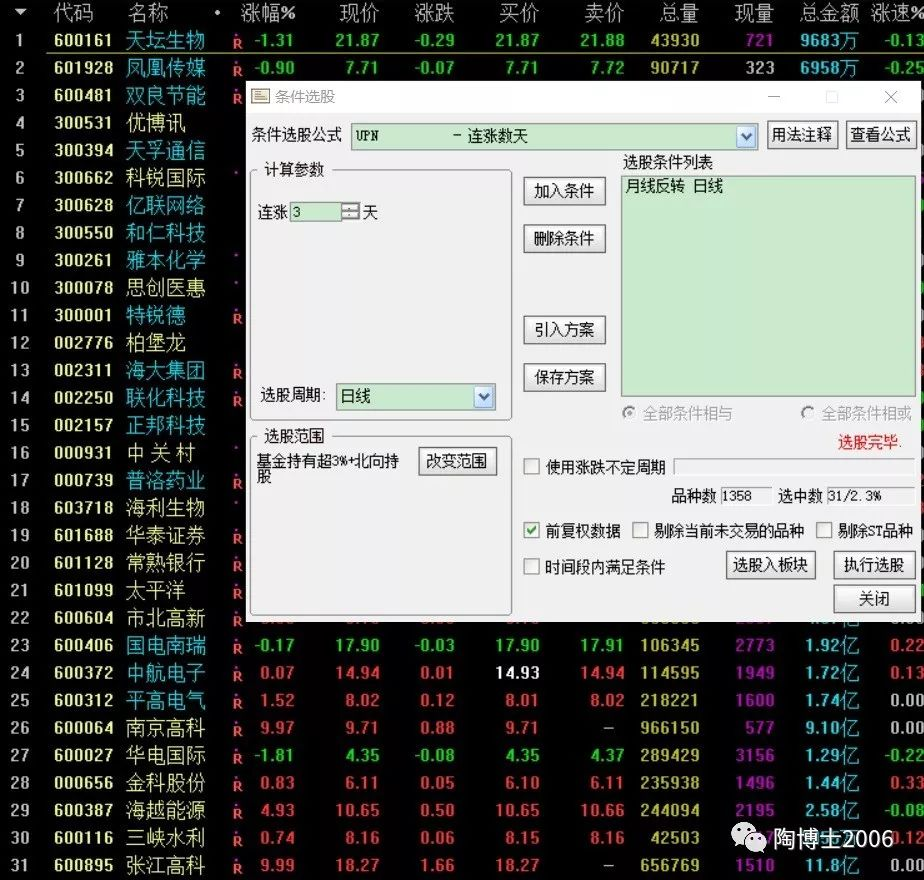 代码 名称 涨幅% 现价 涨跌 买价 卖价 总量 现量 总金额 涨速%
1 600161 天坛生物 R -1.31 21.87 -0.29 21.87 21.88 43930 721 9683万 -0.13
2 601928 凤凰传媒 R -0.90 7.71 -0.07 7.71 7.72 90717 323 6958万 -0.25
3 600481 双良节能 R
4 300531 优博讯
5 300394 天孚通信
6 300662 科锐国际
7 300628 亿联网络
8 300550 和仁科技
9 300261 雅本化学
10 300078 思创医惠
11 300001 特锐德 R
12 002776 柏堡龙
13 002311 海大集团 R
14 002250 联化科技 R
15 002157 正邦科技 R
16 000931 中关村
17 000739 普洛药业 R
18 603718 海利生物
19 601688 华泰证券 R
20 601128 常熟银行 R
21 601099 太平洋 R
22 600604 市北高新 R
条件选股
条件选股公式 UPN - 连涨数天 用法注释 查看公式
计算参数
连涨 3 天
选股周期: 日线
加入条件
删除条件
引入方案
保存方案
选股条件列表
月线反转 日线
全部条件相与 全部条件相或
选股完毕.
选股范围
基金持有超3%+北向持
股
改变范围
使用涨跌不定周期
品种数 1358 选中数 31/2.3%
前复权数据 剔除当前未交易的品种 剔除ST品种
时间段内满足条件 选股入板块 执行选股
关闭
23 600406 国电南瑞 R -0.17 17.90 -0.03 17.90 17.91 106345 2773 1.92亿 0.22
24 600372 中航电子 R 0.07 14.94 0.01 14.93 14.94 114595 1949 1.72亿 0.13
25 600312 平高电气 R 1.52 8.02 0.12 8.01 8.02 218221 1600 1.74亿 0.00
26 600064 南京高科 R 9.97 9.71 0.88 9.71 — 966150 577 9.10亿 0.00
27 600027 华电国际 R -1.81 4.35 -0.08 4.35 4.37 289429 3156 1.29亿 -0.22
28 000656 金科股份 R 0.83 6.11 0.05 6.10 6.11 235938 1496 1.44亿 0.33
29 600387 海越能源 R 4.93 10.65 0.50 10.65 10.66 244094 2195 2.58亿 -0.08
30 600116 三峡水利 R 0.74 8.16 0.06 8.15 8.16 42503 0.12
陶博士2006
31 600895 张江高科 R 9.99 18.27 1.66 18.27 — 656769 1510 11.8亿 0.00